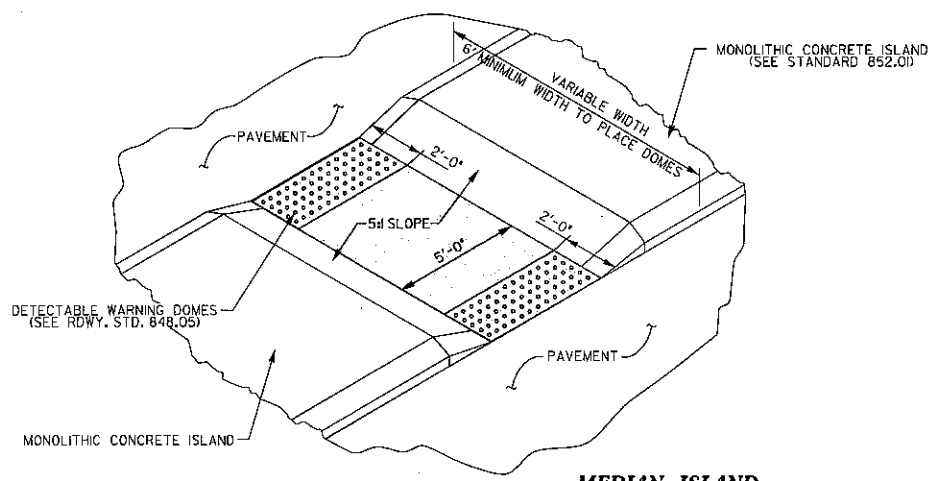 MONOLITHIC CONCRETE ISLAND
(SEE STANDARD 852.01)
VARIABLE WIDTH
6' MINIMUM WIDTH TO PLACE DOMES
PAVEMENT
2'-0"
5:1 SLOPE
2'-0"
5'-0"
DETECTABLE WARNING DOMES
(SEE RDWY. STD. 848.05)
PAVEMENT
MONOLITHIC CONCRETE ISLAND
MEDIAN ISLAND